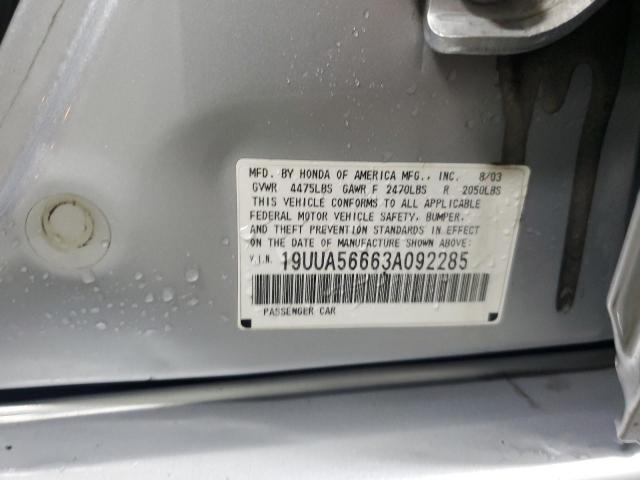 MFD. BY HONDA OF AMERICA MFG., INC. 8/03
GVWR 4475LBS GAWR F 2470LBS R 2050LBS
THIS VEHICLE CONFORMS TO ALL APPLICABLE
FEDERAL MOTOR VEHICLE SAFETY, BUMPER,
AND THEFT PREVENTION STANDARDS IN EFFECT
ON THE DATE OF MANUFACTURE SHOWN ABOVE:
V.I.N. 19UUA56663A092285
PASSENGER CAR